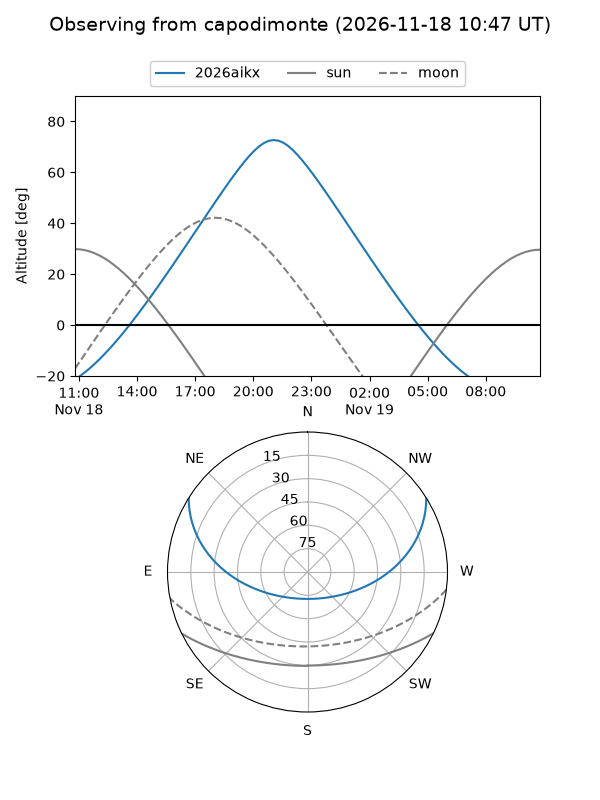 Observing from capodimonte (2026-11-18 10:47 UT)
2026aikx sun moon
Altitude [deg]
80
60
40
20
0
−20
11:00 14:00 17:00 20:00 23:00 02:00 05:00 08:00
Nov 18 Nov 19
N
NE NW
15
30
45
60
75
E W
SE SW
S